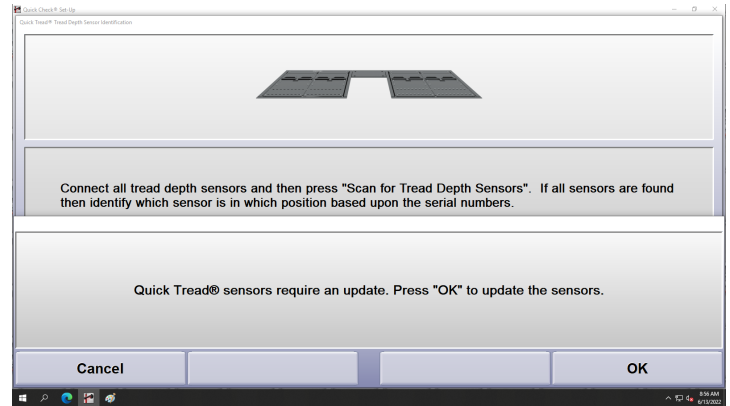 Quick Check® Set-Up
Quick Tread® Tread Depth Sensor Identification
Connect all tread depth sensors and then press "Scan for Tread Depth Sensors".  If all sensors are found
then identify which sensor is in which position based upon the serial numbers.
Quick Tread® sensors require an update. Press "OK" to update the sensors.
Cancel
OK
8:56 AM
6/13/2022